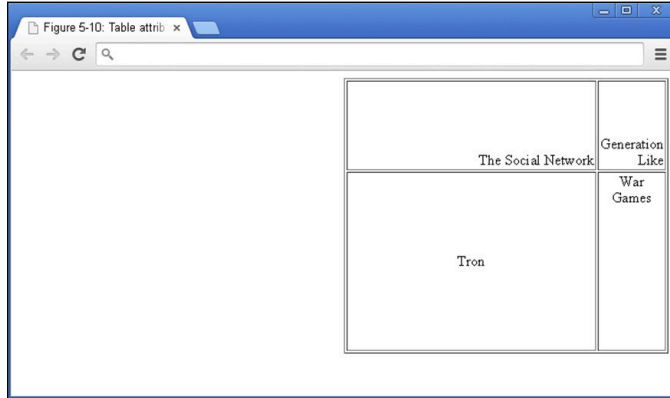 Figure 5-10: Table attrib
The Social Network
Generation
Like
Tron
War
Games